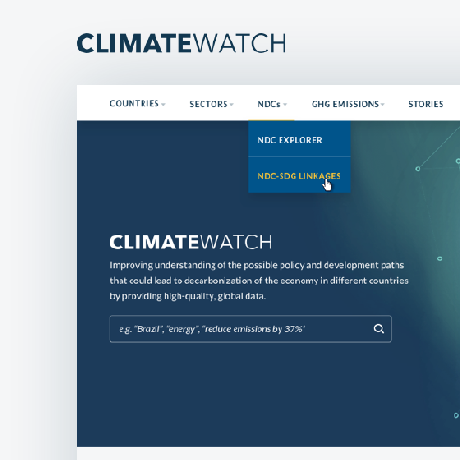 CLIMATEWATCH
COUNTRIES SECTORS NDCs GHG EMISSIONS STORIES
NDC EXPLORER
NDC-SDG LINKAGES
CLIMATEWATCH
Improving understanding of the possible policy and development paths
that could lead to decarbonization of the economy in different countries
by providing high-quality, global data.
e.g. "Brazil", "energy", "reduce emissions by 37%"